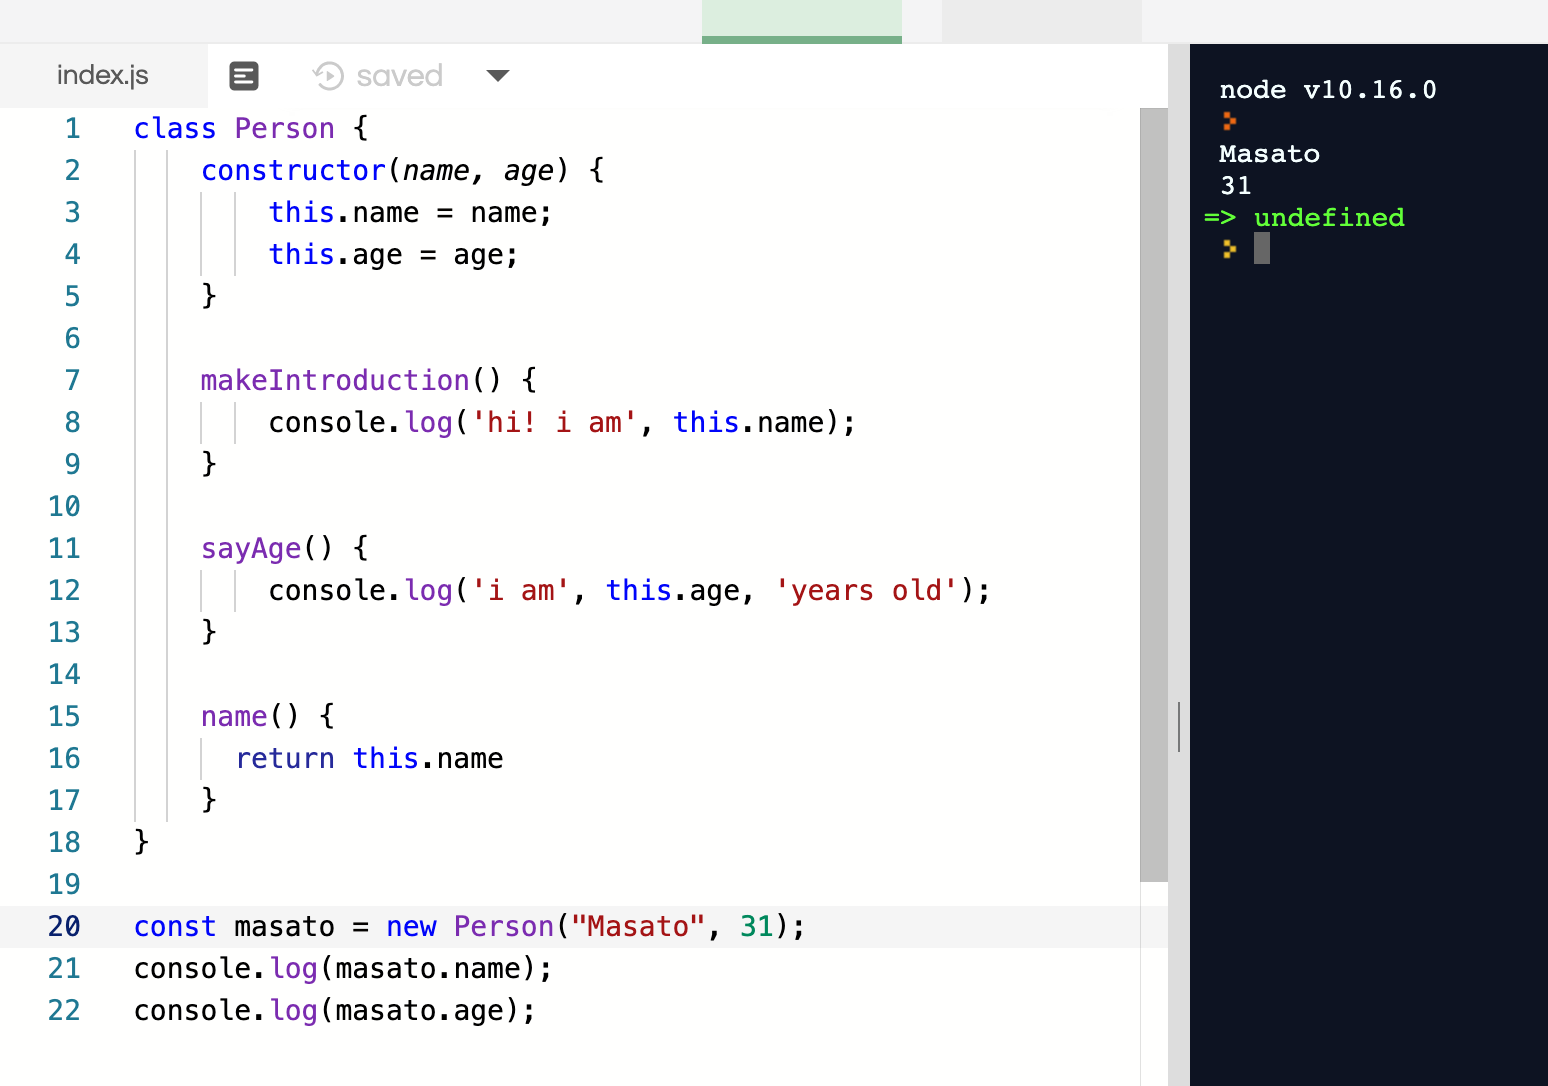 index.js saved
1 class Person {
2     constructor(name, age) {
3         this.name = name;
4         this.age = age;
5     }
6
7     makeIntroduction() {
8         console.log('hi! i am', this.name);
9     }
10
11     sayAge() {
12         console.log('i am', this.age, 'years old');
13     }
14
15     name() {
16       return this.name
17     }
18 }
19
20 const masato = new Person("Masato", 31);
21 console.log(masato.name);
22 console.log(masato.age);
node v10.16.0
Masato
31
=> undefined